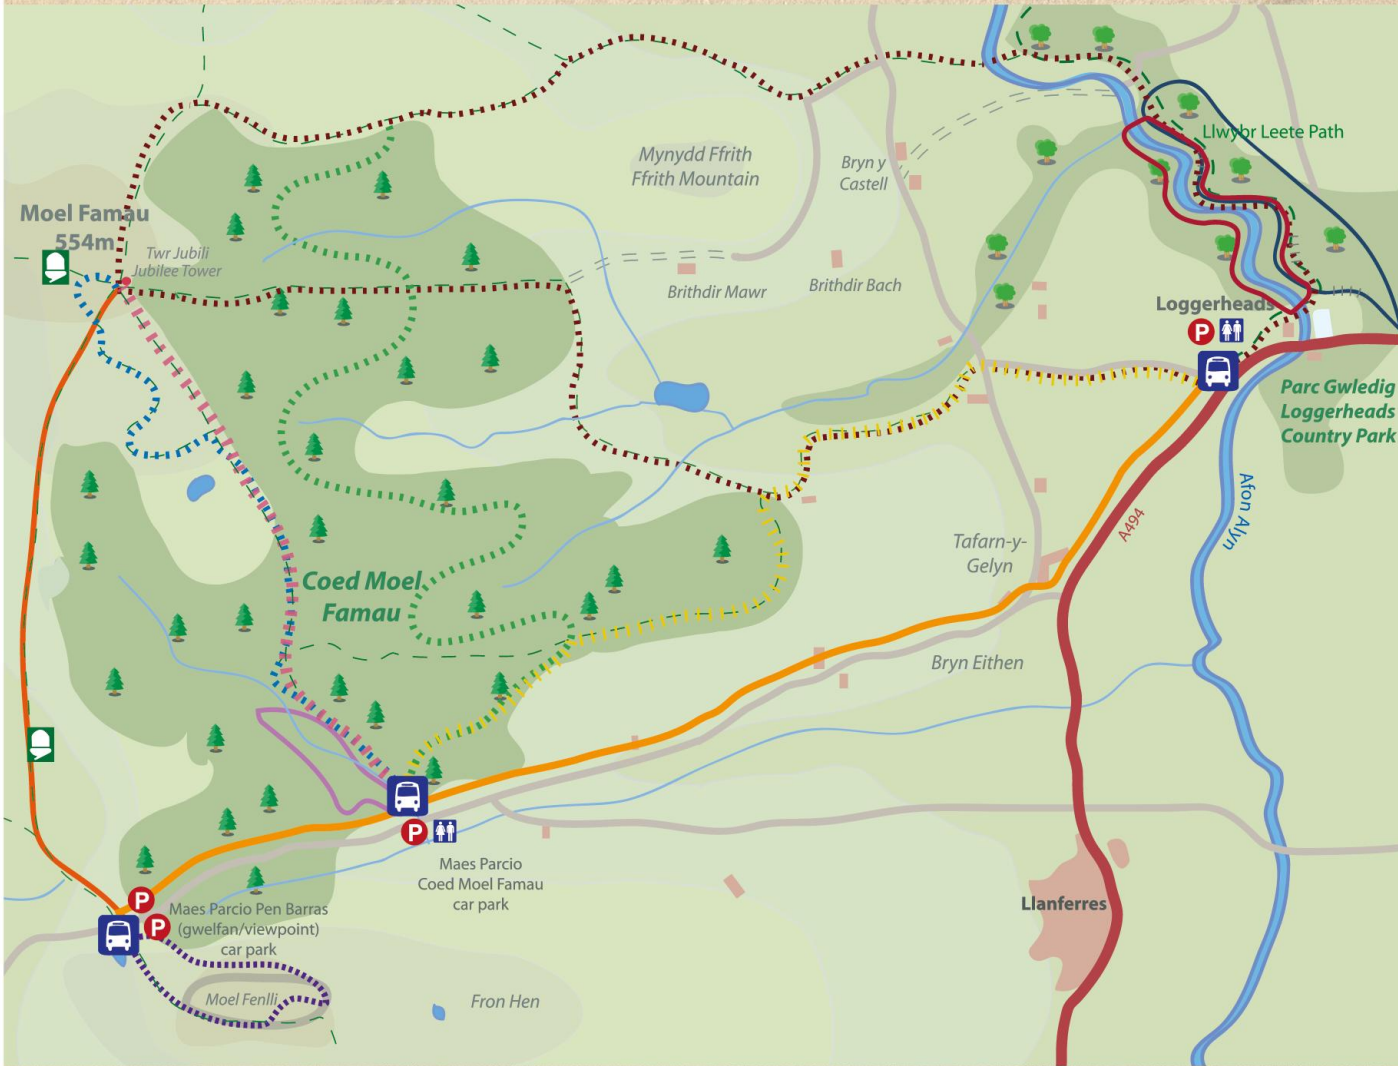 Llwybr Leete Path
Mynydd Ffrith
Ffrith Mountain
Bryn y
Castell
Moel Famau
554m
Twr Jubili
Jubilee Tower
Brithdir Mawr
Brithdir Bach
Loggerheads
P
Parc Gwledig
Loggerheads
Country Park
Afon Alyn
A494
Tafarn-y-
Gelyn
Coed Moel
Famau
Bryn Eithen
P
Maes Parcio
Coed Moel Famau
car park
Llanferres
P
P
Maes Parcio Pen Barras
(gwelfan/viewpoint)
car park
Moel Fenlli
Fron Hen